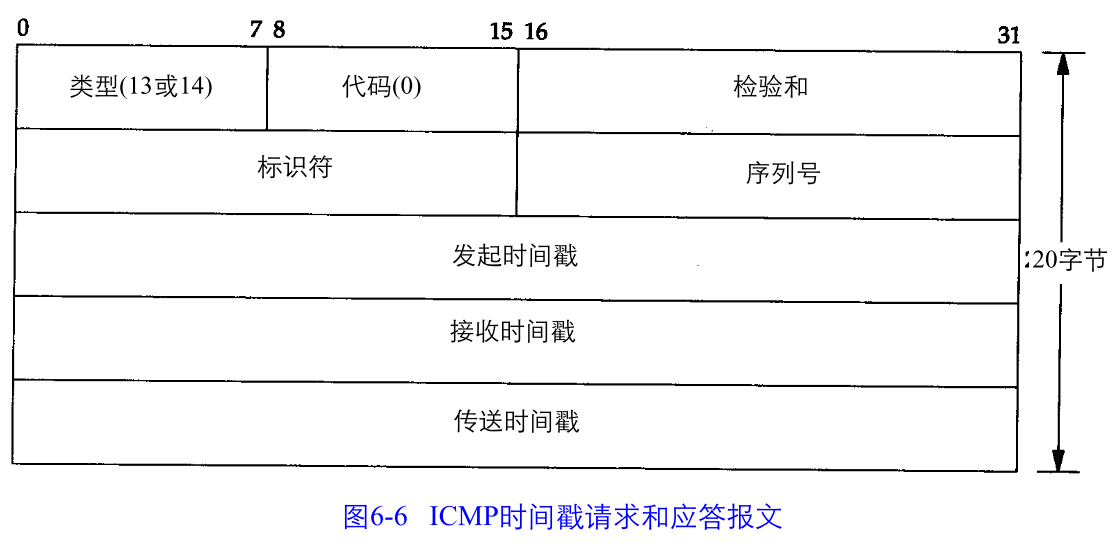 0 7 8 15 16 31
类型(13或14) 代码(0) 检验和
标识符 序列号
发起时间戳
20字节
接收时间戳
传送时间戳
图6-6 ICMP时间戳请求和应答报文